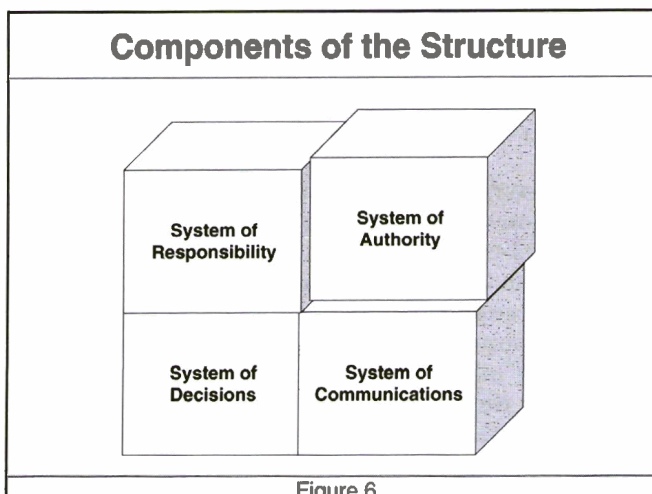 Components of the Structure
System of
Responsibility
System of
Authority
System of
Decisions
System of
Communications
Figure 6